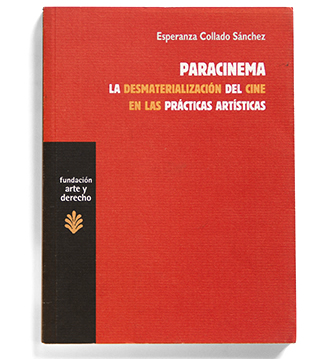 Esperanza Collado Sánchez
PARACINEMA
LA DESMATERIALIZACIÓN DEL CINE
EN LAS PRÁCTICAS ARTÍSTICAS
fundación
arte y
derecho